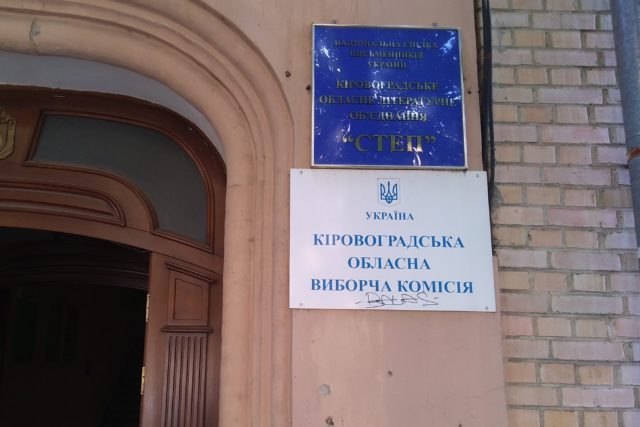 НАЦІОНАЛЬНА СПІЛКА
ПИСЬМЕННИКІВ
УКРАЇНИ
КІРОВОГРАДСЬКЕ
ОБЛАСНЕ ЛІТЕРАТУРНЕ
ОБ'ЄДНАННЯ
"СТЕП"
УКРАЇНА
КІРОВОГРАДСЬКА
ОБЛАСНА
ВИБОРЧА КОМІСІЯ